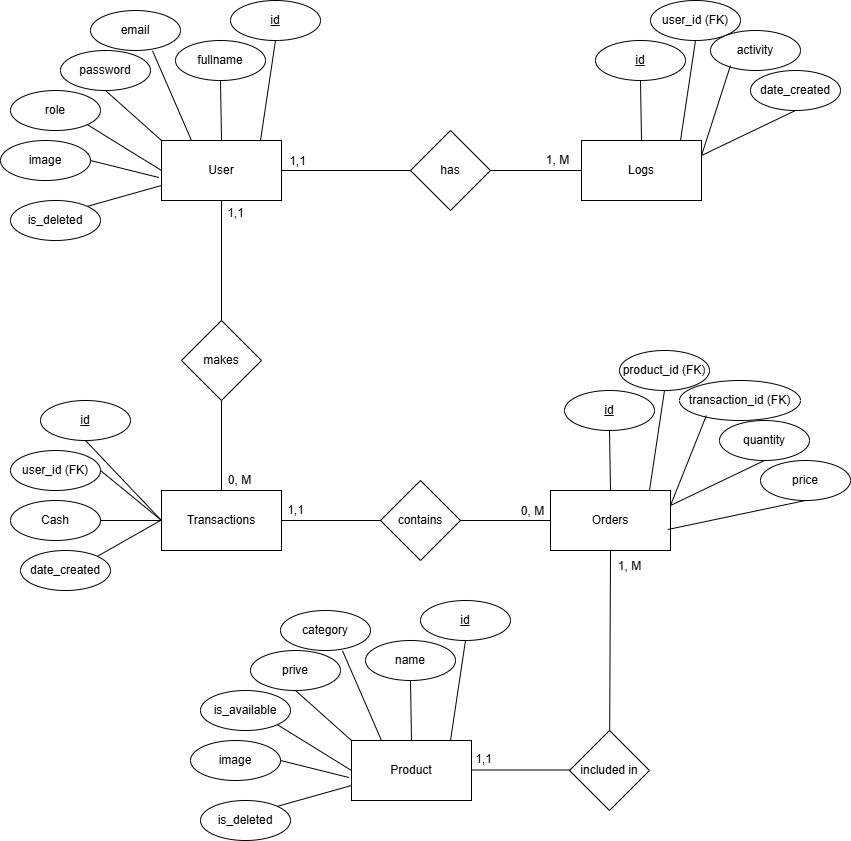 id
user_id (FK)
email
fullname
id
activity
password
date_created
role
image
User
1,1
has
1, M
Logs
is_deleted
1,1
makes
product_id (FK)
id
transaction_id (FK)
id
quantity
user_id (FK)
0, M
price
Cash
Transactions
1,1
contains
0, M
Orders
date_created
1, M
id
category
name
prive
is_available
image
Product
1,1
included in
is_deleted